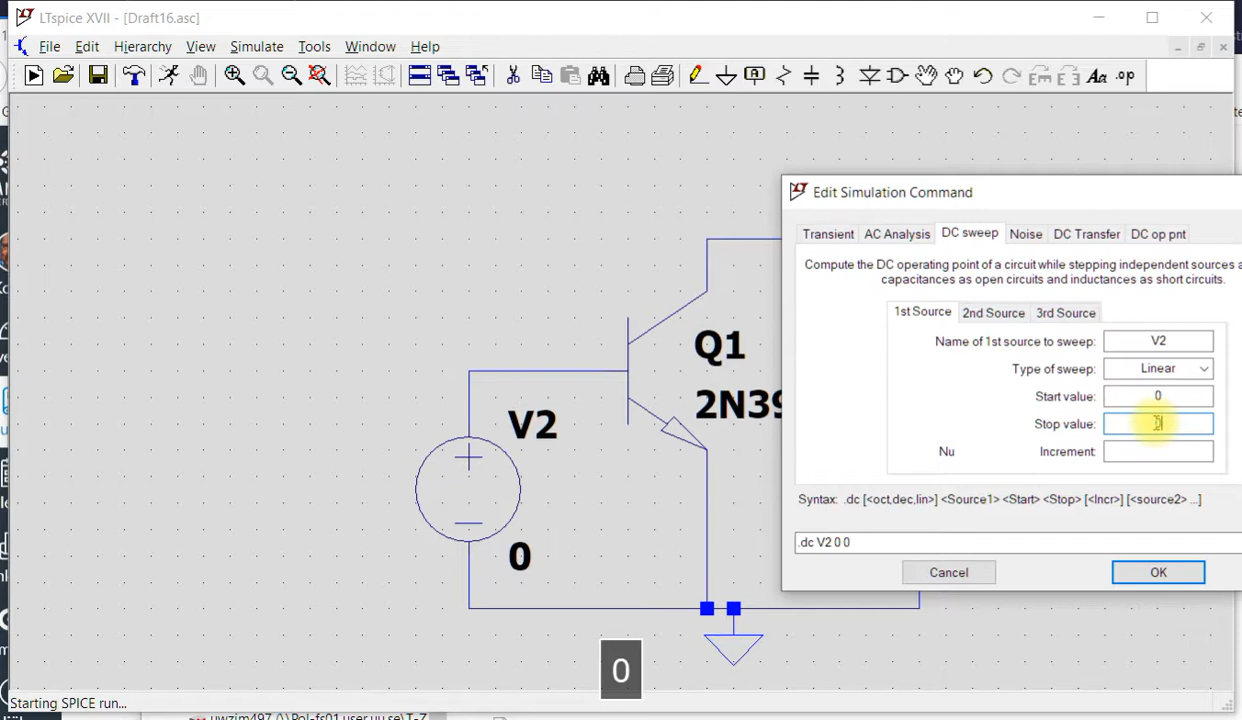 LTspice XVII - [Draft16.asc]
File Edit Hierarchy View Simulate Tools Window Help
Aa .op
Edit Simulation Command
Transient AC Analysis DC sweep Noise DC Transfer DC op pnt
Compute the DC operating point of a circuit while stepping independent sources a
capacitances as open circuits and inductances as short circuits.
1st Source 2nd Source 3rd Source
Name of 1st source to sweep: V2
Type of sweep: Linear
Start value: 0
Stop value:
Nu Increment:
Syntax: .dc [<oct,dec,lin>] <Source1> <Start> <Stop> [<Incr>] [<source2> ...]
.dc V2 0 0
Cancel OK
Q1
2N39
V2
0
0
Starting SPICE run...